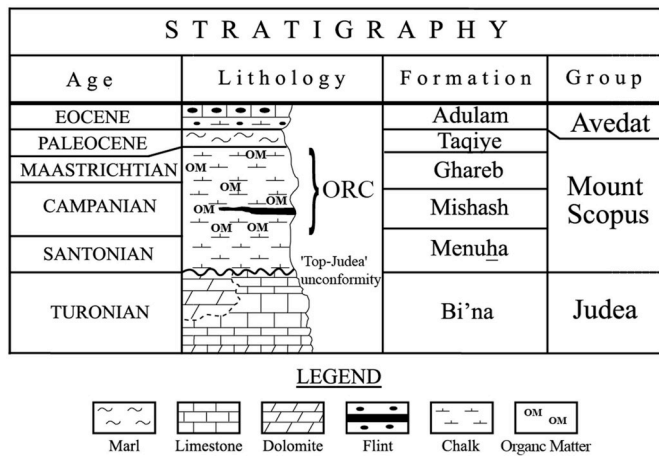 STRATIGRAPHY
Age Lithology Formation Group
EOCENE Adulam Avedat
PALEOCENE OM Taqiye
MAASTRICHTIAN OM OM Ghareb
CAMPANIAN OM ORC Mishash Mount Scopus
OM
SANTONIAN OM OM Menuḫa
'Top-Judea'
unconformity
TURONIAN Bi’na Judea
LEGEND
OM OM
Marl Limestone Dolomite Flint Chalk Organc Matter